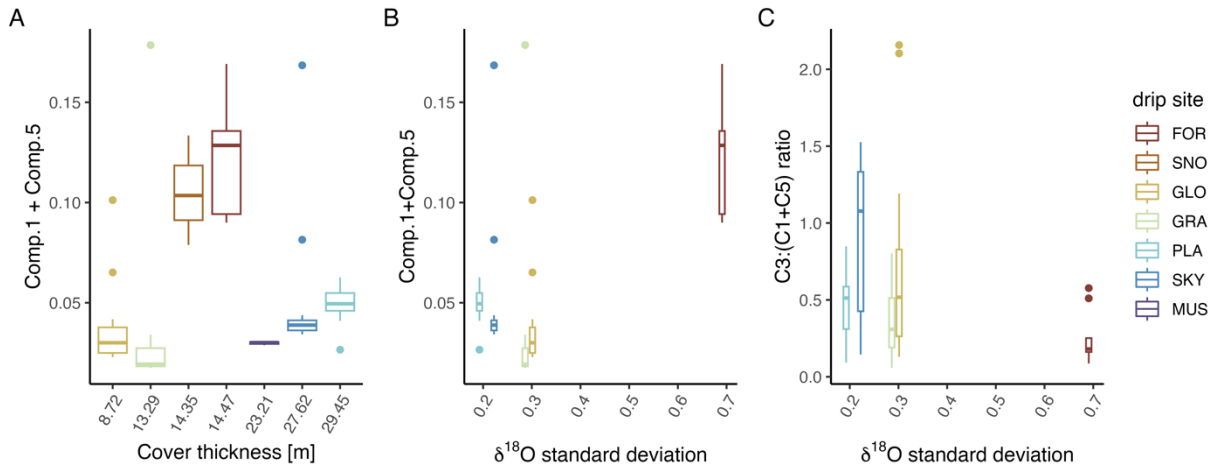 A
Comp.1 + Comp.5
0.15
0.10
0.05
8.72
13.29
14.35
14.47
23.21
27.62
29.45
Cover thickness [m]
B
Comp.1+Comp.5
0.15
0.10
0.05
0.2
0.3
0.4
0.5
0.6
0.7
δ¹⁸O standard deviation
C
C3:(C1+C5) ratio
2.0
1.5
1.0
0.5
0.0
0.2
0.3
0.4
0.5
0.6
0.7
δ¹⁸O standard deviation
drip site
FOR
SNO
GLO
GRA
PLA
SKY
MUS